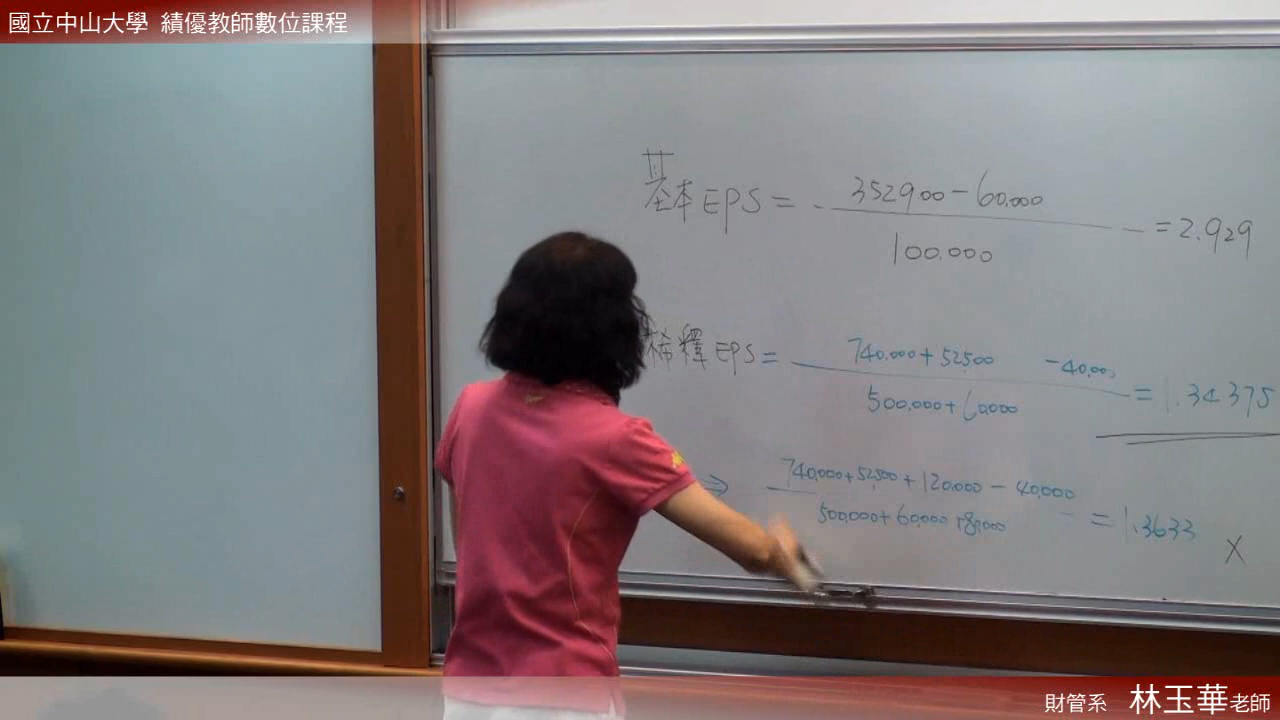 國立中山大學 績優教師數位課程
基本EPS = 352900-60,000 = 2.929
100.000
稀釋EPS = 740.000+52500 -40,000 = 1.34375
500,000+60,000
⇒ 740,000+52,500+120.000-40,000 = 1.3633 X
500,000+60,000+80,000
財管系 林玉華老師